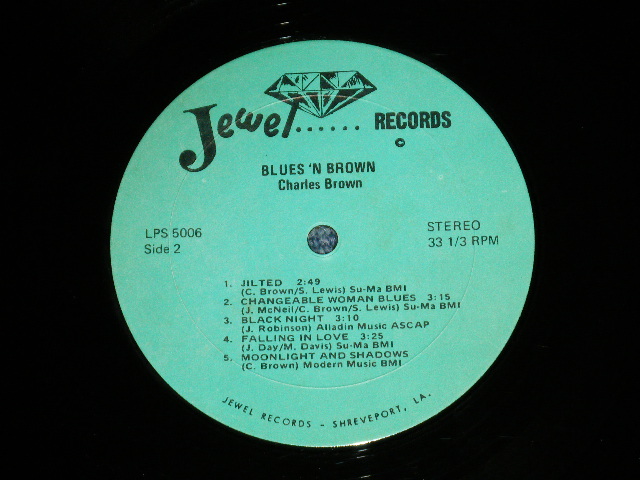 Jewel...... RECORDS
©
BLUES 'N BROWN
Charles Brown
LPS 5006
Side 2
STEREO
33 1/3 RPM
1. JILTED 2:49
(C. Brown/S. Lewis) Su-Ma BMI
2. CHANGEABLE WOMAN BLUES 3:15
(J. McNeil/C. Brown/S. Lewis) Su-Ma BMI
3. BLACK NIGHT 3:10
(J. Robinson) Alladin Music ASCAP
4. FALLING IN LOVE 3:25
(J. Day/M. Davis) Su-Ma BMI
5. MOONLIGHT AND SHADOWS
(C. Brown) Modern Music BMI
JEWEL RECORDS - SHREVEPORT, LA.